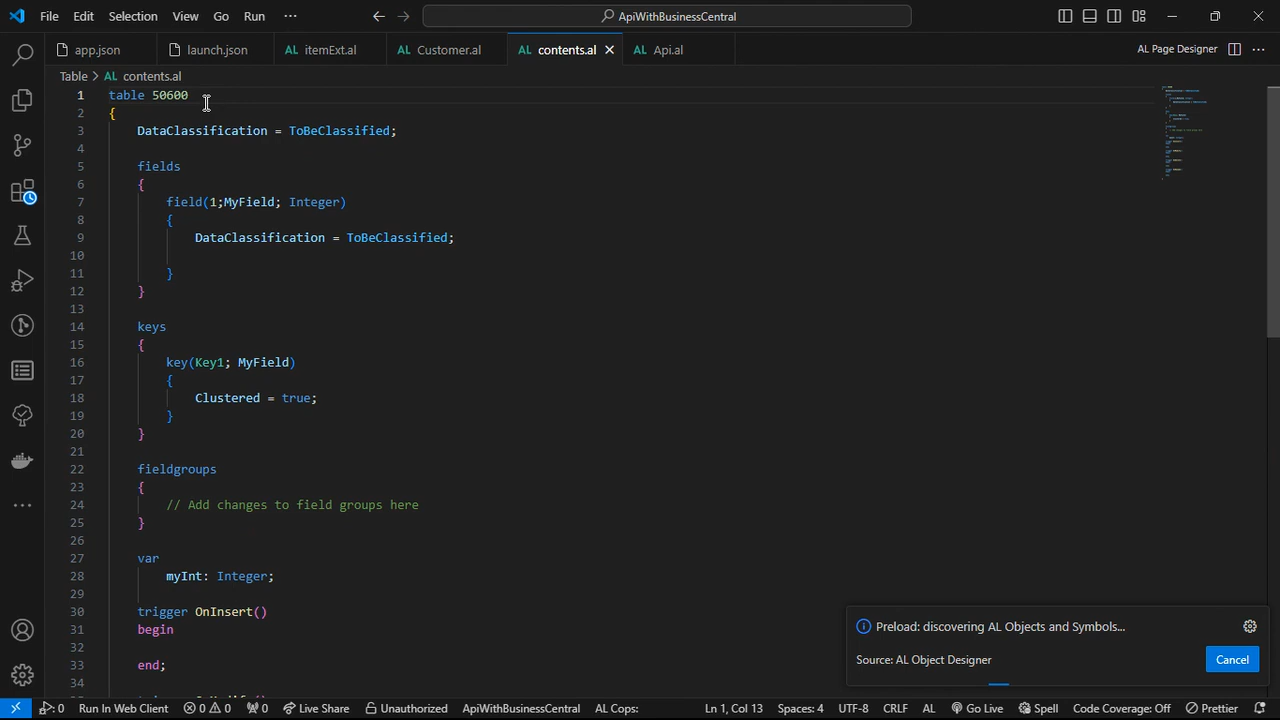 File Edit Selection View Go Run ··· ApiWithBusinessCentral
app.json launch.json AL itemExt.al AL Customer.al AL contents.al AL Api.al AL Page Designer
Table > AL contents.al
1 table 50600
2 {
3 DataClassification = ToBeClassified;
4
5 fields
6 {
7 field(1;MyField; Integer)
8 {
9 DataClassification = ToBeClassified;
10
11 }
12 }
13
14 keys
15 {
16 key(Key1; MyField)
17 {
18 Clustered = true;
19 }
20 }
21
22 fieldgroups
23 {
24 // Add changes to field groups here
25 }
26
27 var
28 myInt: Integer;
29
30 trigger OnInsert()
31 begin
32
33 end;
34
Preload: discovering AL Objects and Symbols...
Source: AL Object Designer Cancel
0 Run In Web Client 0 0 0 Live Share Unauthorized ApiWithBusinessCentral AL Cops: Ln 1, Col 13 Spaces: 4 UTF-8 CRLF AL Go Live Spell Code Coverage: Off Prettier